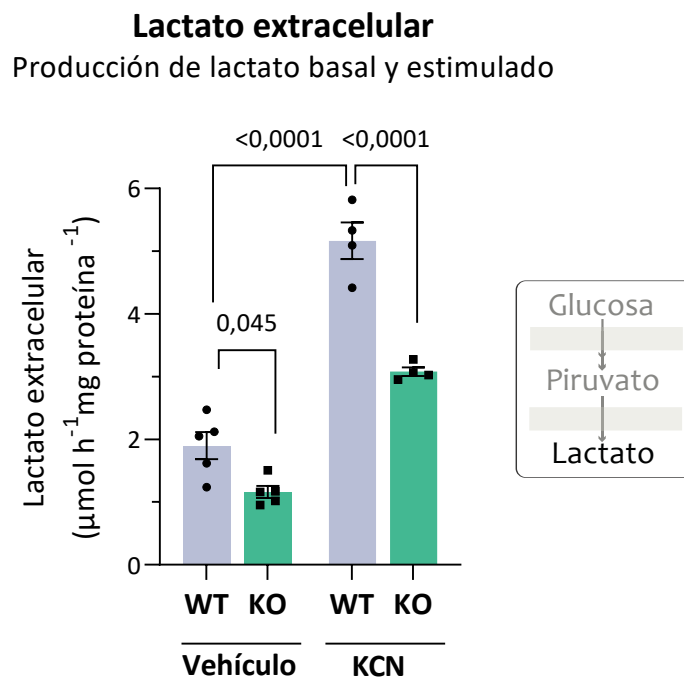 Lactato extracelular
Producción de lactato basal y estimulado
<0,0001 <0,0001
0,045
Lactato extracelular
(µmol h⁻¹mg proteína ⁻¹)
6
4
2
0
WT KO WT KO
Vehículo KCN
Glucosa
Piruvato
Lactato